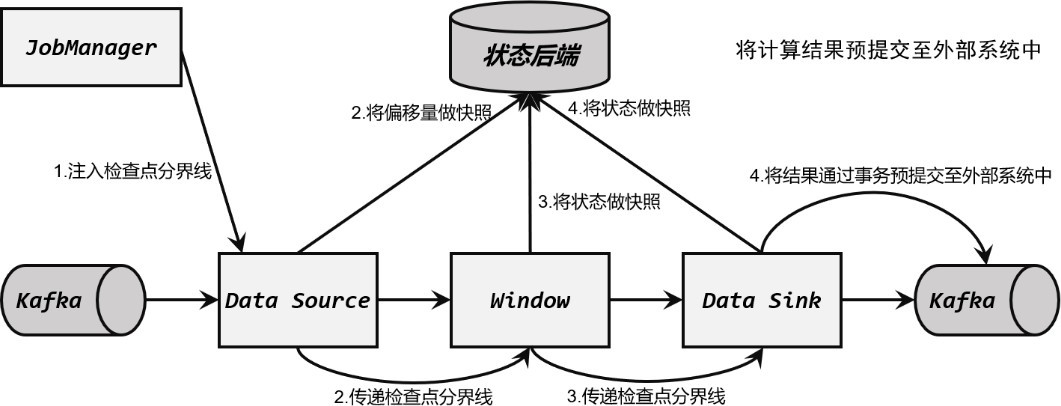 JobManager
状态后端
将计算结果预提交至外部系统中
2.将偏移量做快照
4.将状态做快照
1.注入检查点分界线
3.将状态做快照
4.将结果通过事务预提交至外部系统中
Kafka
Data Source
Window
Data Sink
Kafka
2.传递检查点分界线
3.传递检查点分界线